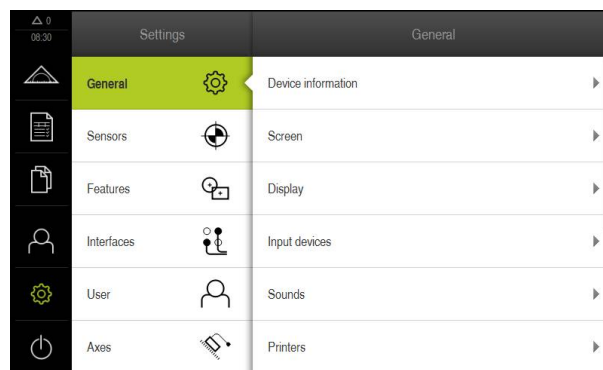 0
08:30
Settings
General
General
Device information
Sensors
Screen
Features
Display
Interfaces
Input devices
User
Sounds
Axes
Printers